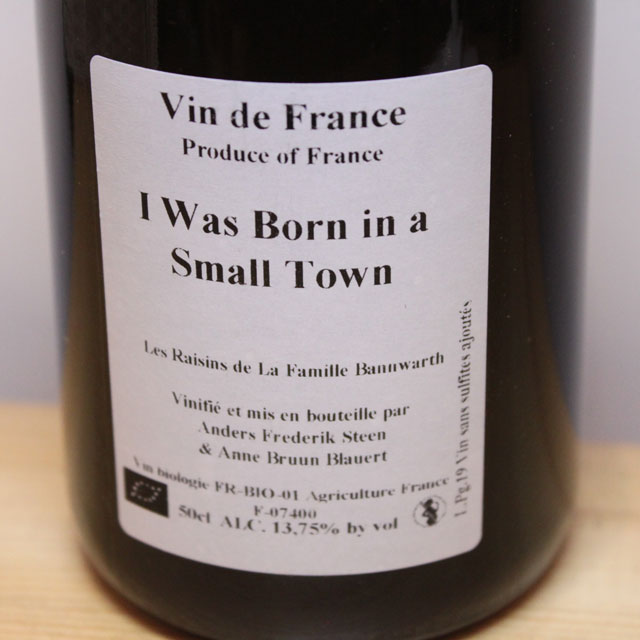 Vin de France
Produce of France
I Was Born in a
Small Town
Les Raisins de La Famille Bannwarth
Vinifié et mis en bouteille par
Anders Frederik Steen
& Anne Bruun Blauert
Vin biologie FR-BIO-01 Agriculture France
F-07400
50cl ALC. 13,75% by vol
L.Pg.19 Vin sans sulfites ajoutés